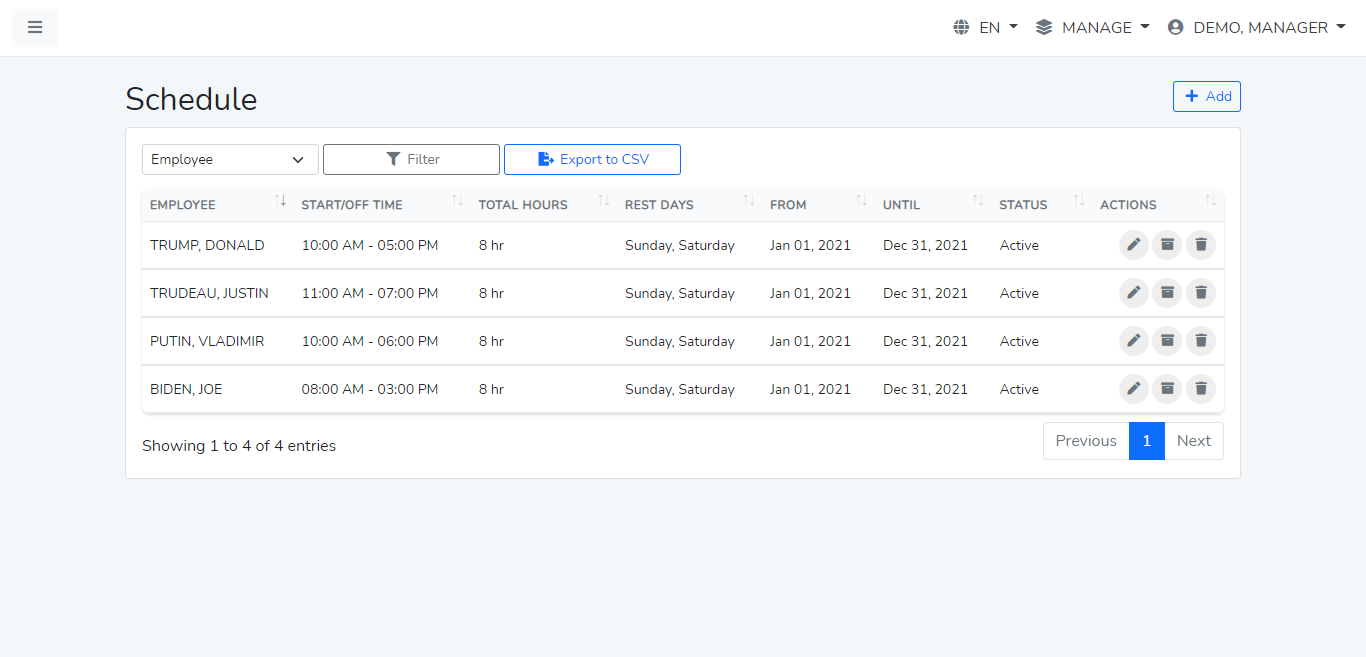 EN MANAGE DEMO, MANAGER
Schedule
Add
Employee Filter Export to CSV
EMPLOYEE START/OFF TIME TOTAL HOURS REST DAYS FROM UNTIL STATUS ACTIONS
TRUMP, DONALD 10:00 AM - 05:00 PM 8 hr Sunday, Saturday Jan 01, 2021 Dec 31, 2021 Active
TRUDEAU, JUSTIN 11:00 AM - 07:00 PM 8 hr Sunday, Saturday Jan 01, 2021 Dec 31, 2021 Active
PUTIN, VLADIMIR 10:00 AM - 06:00 PM 8 hr Sunday, Saturday Jan 01, 2021 Dec 31, 2021 Active
BIDEN, JOE 08:00 AM - 03:00 PM 8 hr Sunday, Saturday Jan 01, 2021 Dec 31, 2021 Active
Showing 1 to 4 of 4 entries
Previous 1 Next